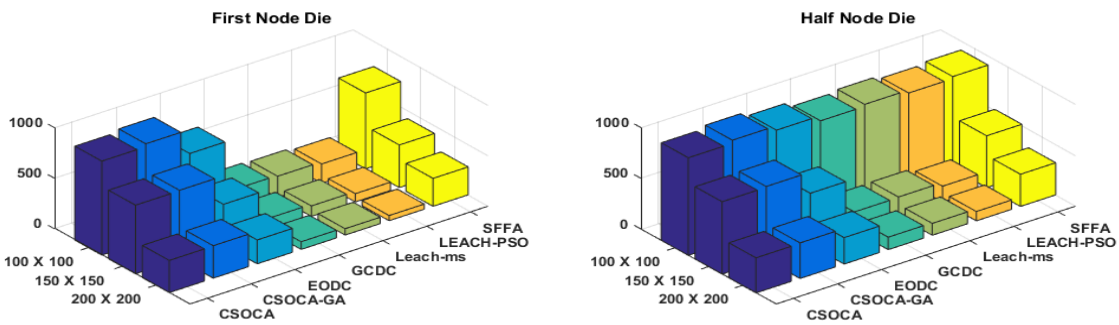 First Node Die
1000
500
0
100 X 100
150 X 150
200 X 200
CSOCA
CSOCA-GA
EODC
GCDC
Leach-ms
LEACH-PSO
SFFA
Half Node Die
1000
500
0
100 X 100
150 X 150
200 X 200
CSOCA
CSOCA-GA
EODC
GCDC
Leach-ms
LEACH-PSO
SFFA